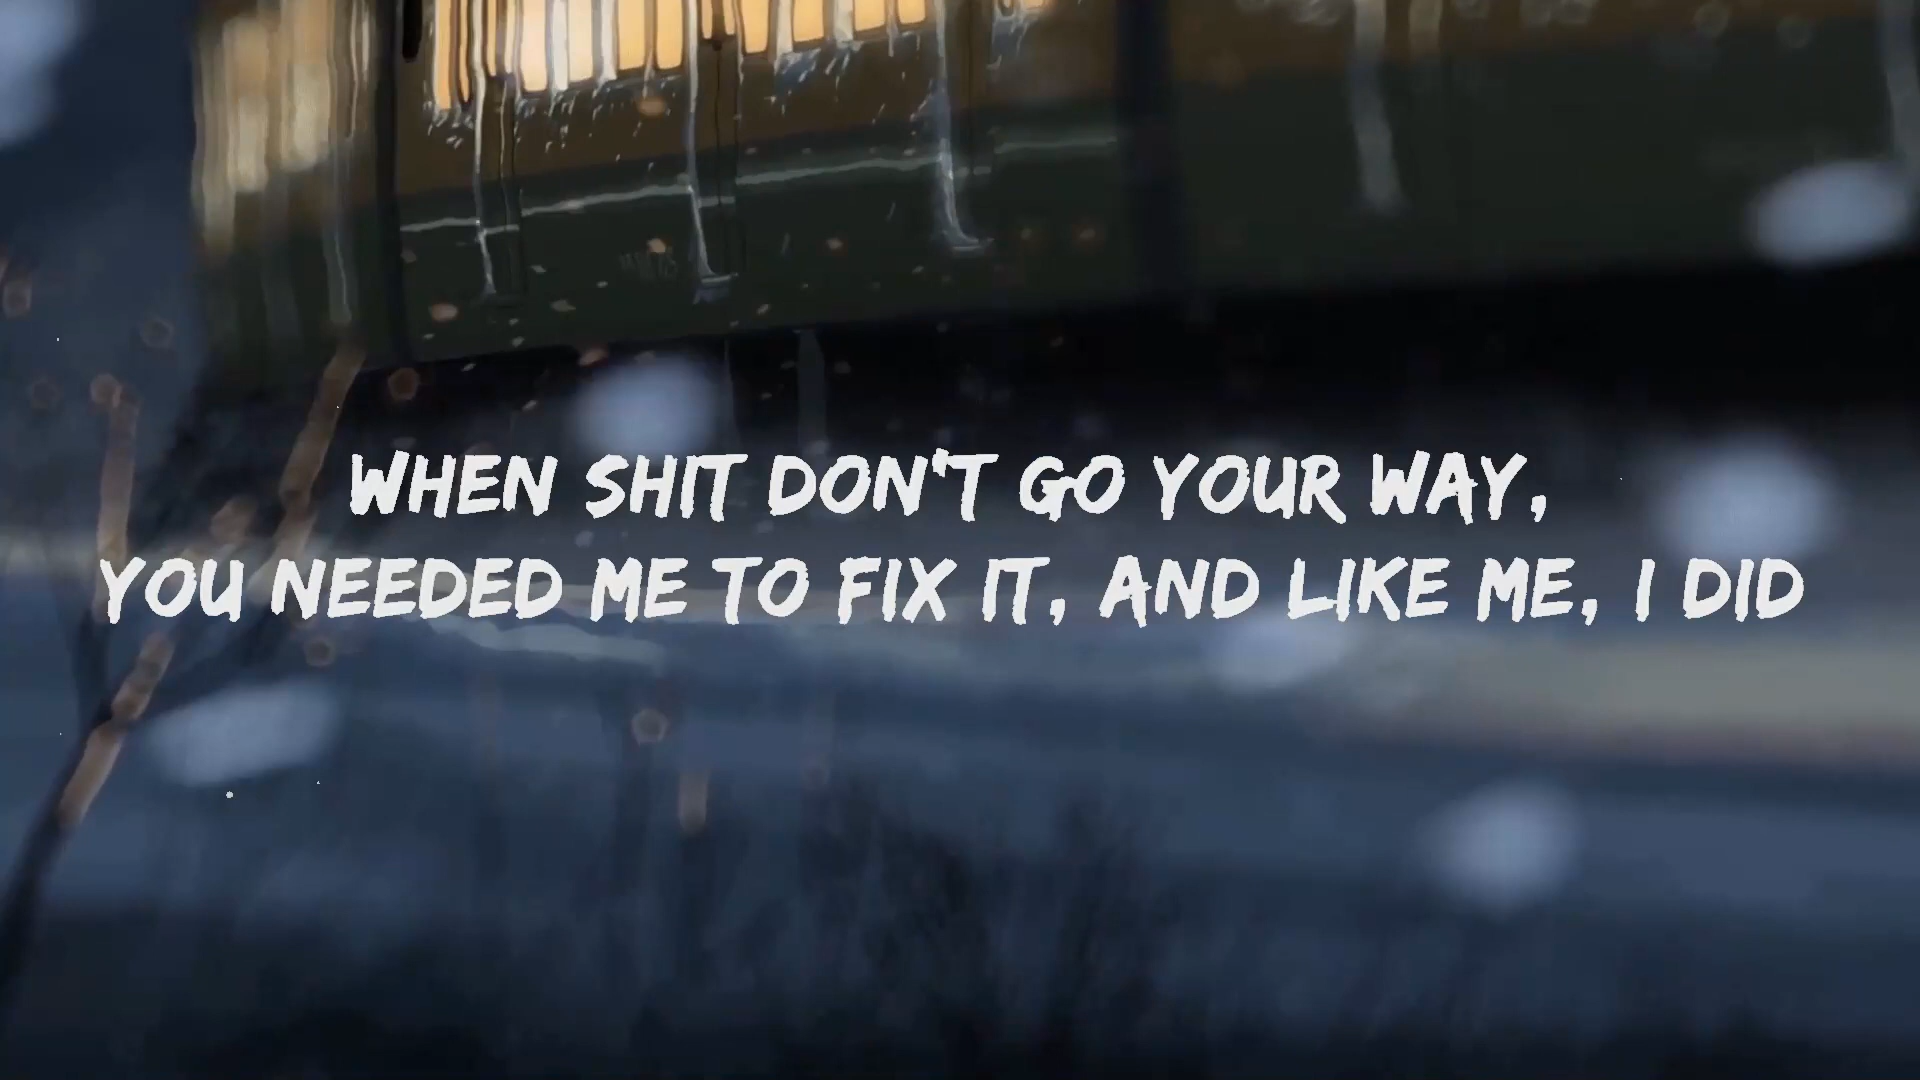 WHEN SHIT DON'T GO YOUR WAY,
YOU NEEDED ME TO FIX IT, AND LIKE ME, I DID